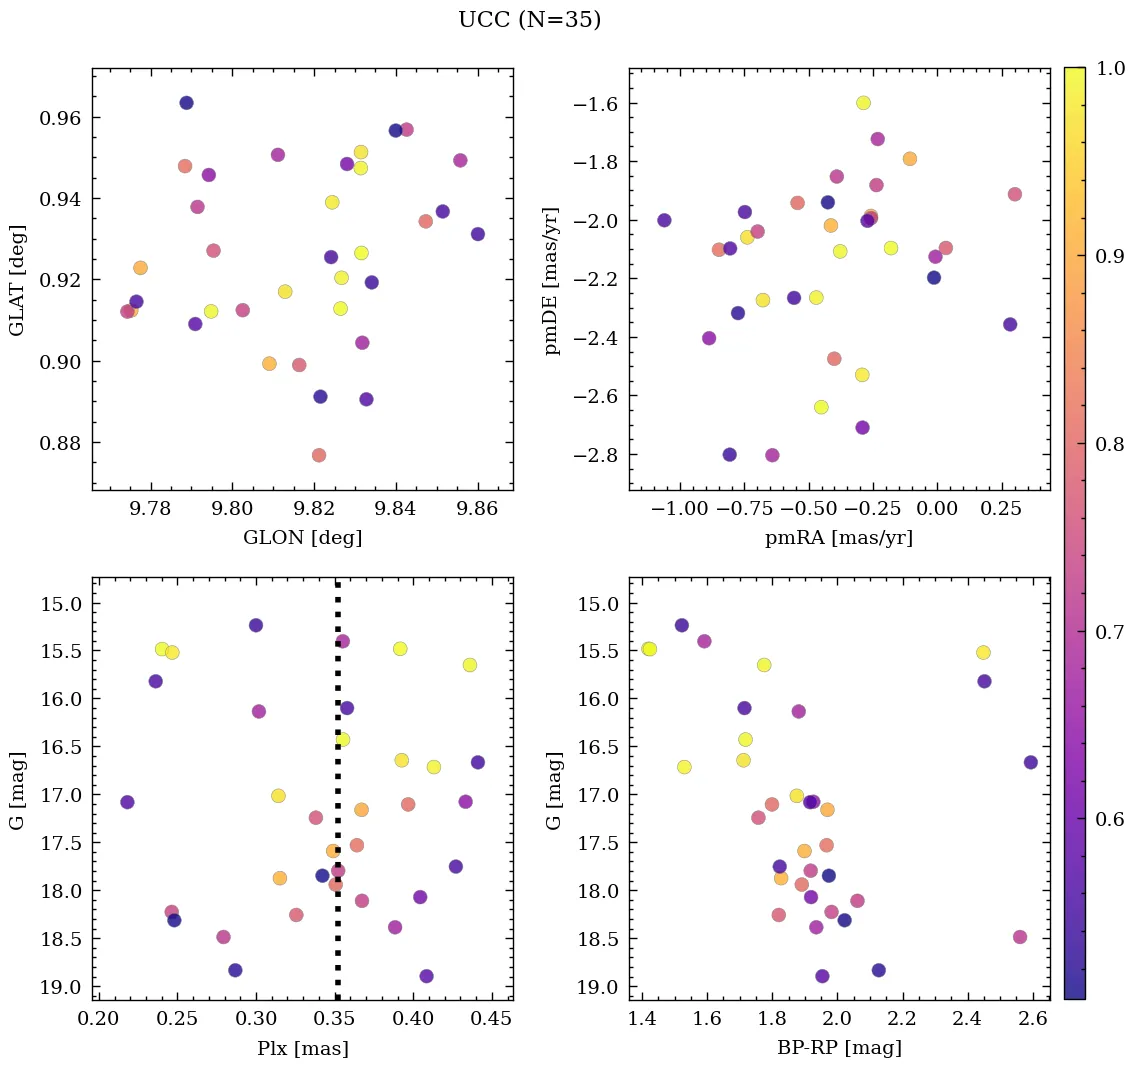 UCC (N=35)
0.96
0.94
0.92
0.90
0.88
GLAT [deg]
9.78 9.80 9.82 9.84 9.86
GLON [deg]
−1.6
−1.8
−2.0
−2.2
−2.4
−2.6
−2.8
pmDE [mas/yr]
−1.00 −0.75 −0.50 −0.25 0.00 0.25
pmRA [mas/yr]
1.0
0.9
0.8
0.7
0.6
15.0
15.5
16.0
16.5
17.0
17.5
18.0
18.5
19.0
G [mag]
0.20 0.25 0.30 0.35 0.40 0.45
Plx [mas]
15.0
15.5
16.0
16.5
17.0
17.5
18.0
18.5
19.0
G [mag]
1.4 1.6 1.8 2.0 2.2 2.4 2.6
BP-RP [mag]